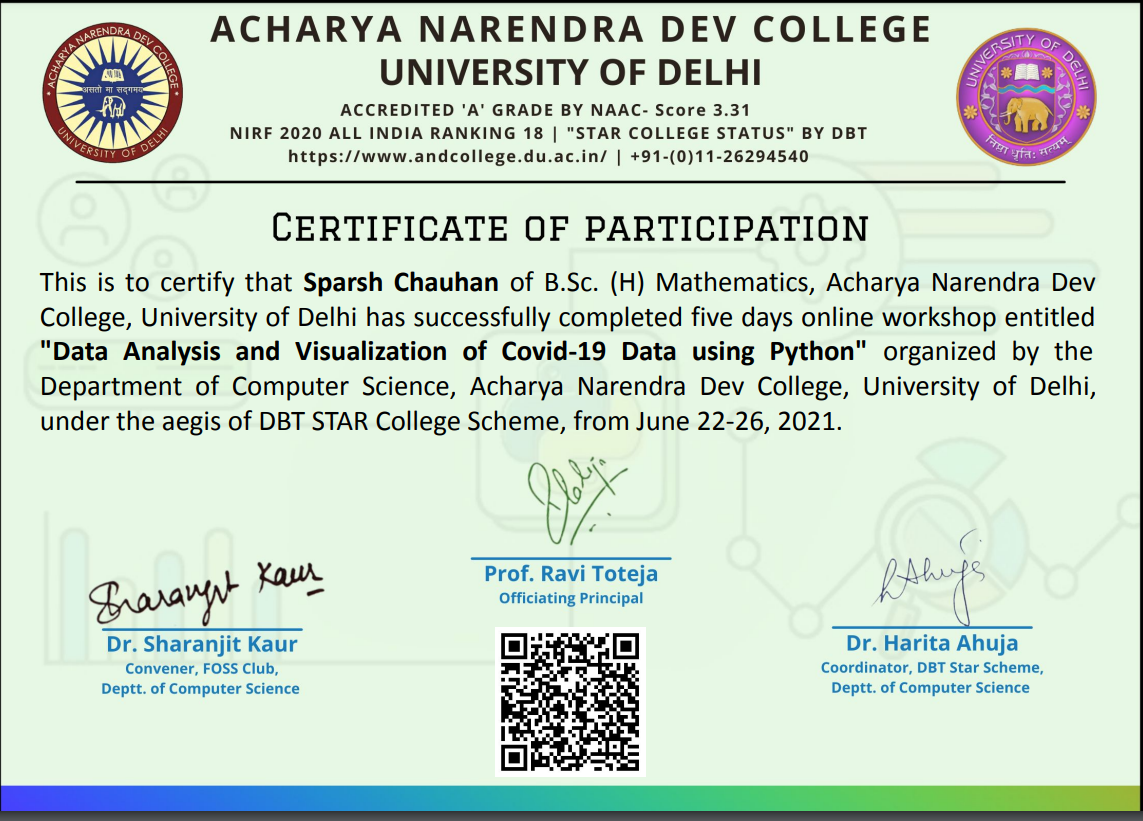 ACHARYA NARENDRA DEV COLLEGE
UNIVERSITY OF DELHI
ACCREDITED 'A' GRADE BY NAAC- Score 3.31
NIRF 2020 ALL INDIA RANKING 18 | "STAR COLLEGE STATUS" BY DBT
https://www.andcollege.du.ac.in/ | +91-(0)11-26294540
ACHARYA NARENDRA DEV COLLEGE
असतो मा सद्गमय
UNIVERSITY OF DELHI
UNIVERSITY OF DELHI
निष्ठा धृति: सत्यम्
CERTIFICATE OF PARTICIPATION
This is to certify that Sparsh Chauhan of B.Sc. (H) Mathematics, Acharya Narendra Dev
College, University of Delhi has successfully completed five days online workshop entitled
"Data Analysis and Visualization of Covid-19 Data using Python" organized by the
Department of Computer Science, Acharya Narendra Dev College, University of Delhi,
under the aegis of DBT STAR College Scheme, from June 22-26, 2021.
Prof. Ravi Toteja
Officiating Principal
Sharanjit Kaur
Dr. Sharanjit Kaur
Convener, FOSS Club,
Deptt. of Computer Science
HAhuja
Dr. Harita Ahuja
Coordinator, DBT Star Scheme,
Deptt. of Computer Science